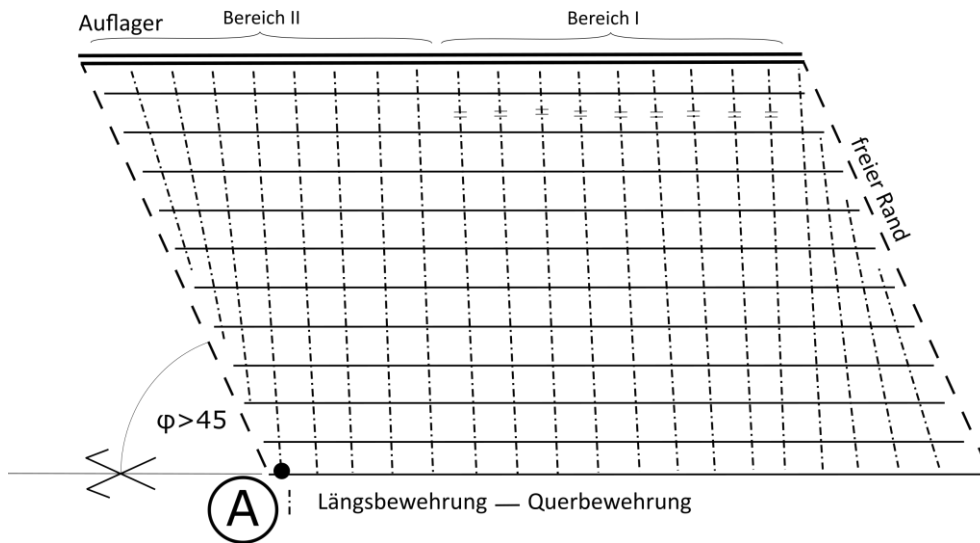 Auflager
Bereich II
Bereich I
freier Rand
φ>45
A
Längsbewehrung — Querbewehrung